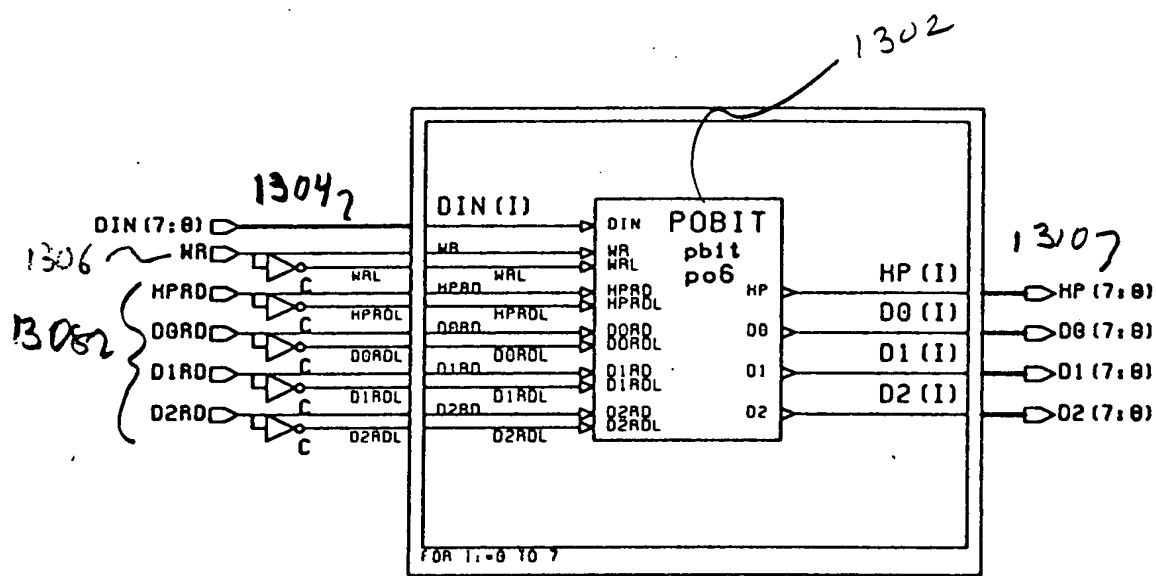 1302
1304
DIN(I)
DIN(7:0)
DIN
POBIT
1306
WR
WR
WR
pbit
1310
WRL
WRL
WRL
po6
C
HP(I)
HPRD
HPRD
HPRD
HP
HP(7:0)
HPRDL
HPRDL
HPRDL
C
D0(I)
1308
D0RD
D0RD
D0RD
D0
D0(7:0)
D0RDL
D0RDL
D0RDL
C
D1(I)
D1RD
D1RD
D1RD
D1
D1(7:0)
D1RDL
D1RDL
D1RDL
C
D2(I)
D2RD
D2RD
D2RD
D2
D2(7:0)
D2RDL
D2RDL
D2RDL
C
FOR I:=0 TO 7